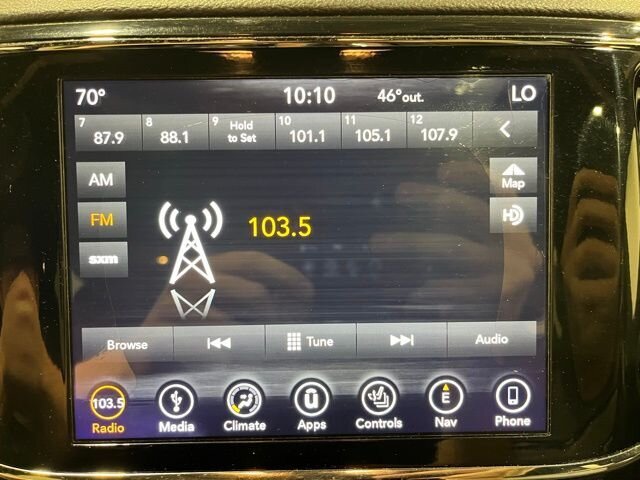 70° 10:10 46°out. LO
7 8 9 10 11 12
87.9 88.1 Hold to Set 101.1 105.1 107.9
AM Map
FM 103.5 HD
sxm
Browse Tune Audio
103.5 E
Radio Media Climate Apps Controls Nav Phone